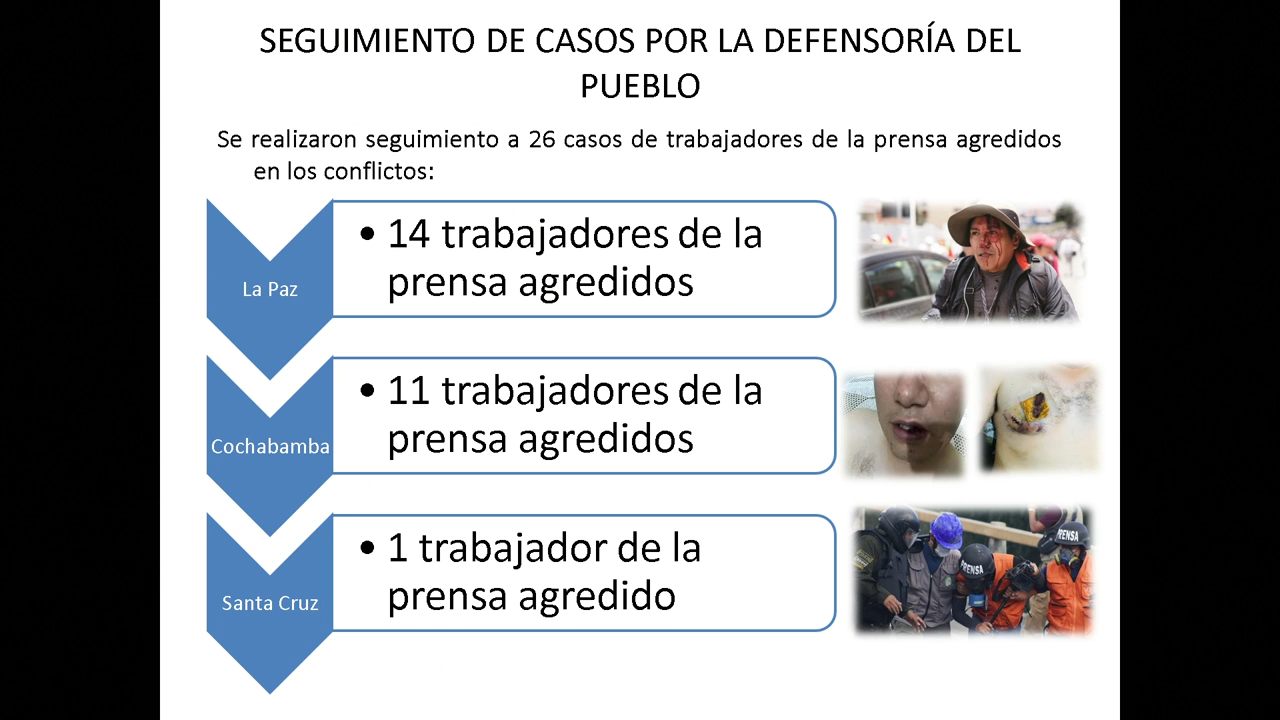 SEGUIMIENTO DE CASOS POR LA DEFENSORÍA DEL
PUEBLO
Se realizaron seguimiento a 26 casos de trabajadores de la prensa agredidos
en los conflictos:
La Paz
• 14 trabajadores de la
prensa agredidos
Cochabamba
• 11 trabajadores de la
prensa agredidos
Santa Cruz
• 1 trabajador de la
prensa agredido
PRENSA
PRENSA